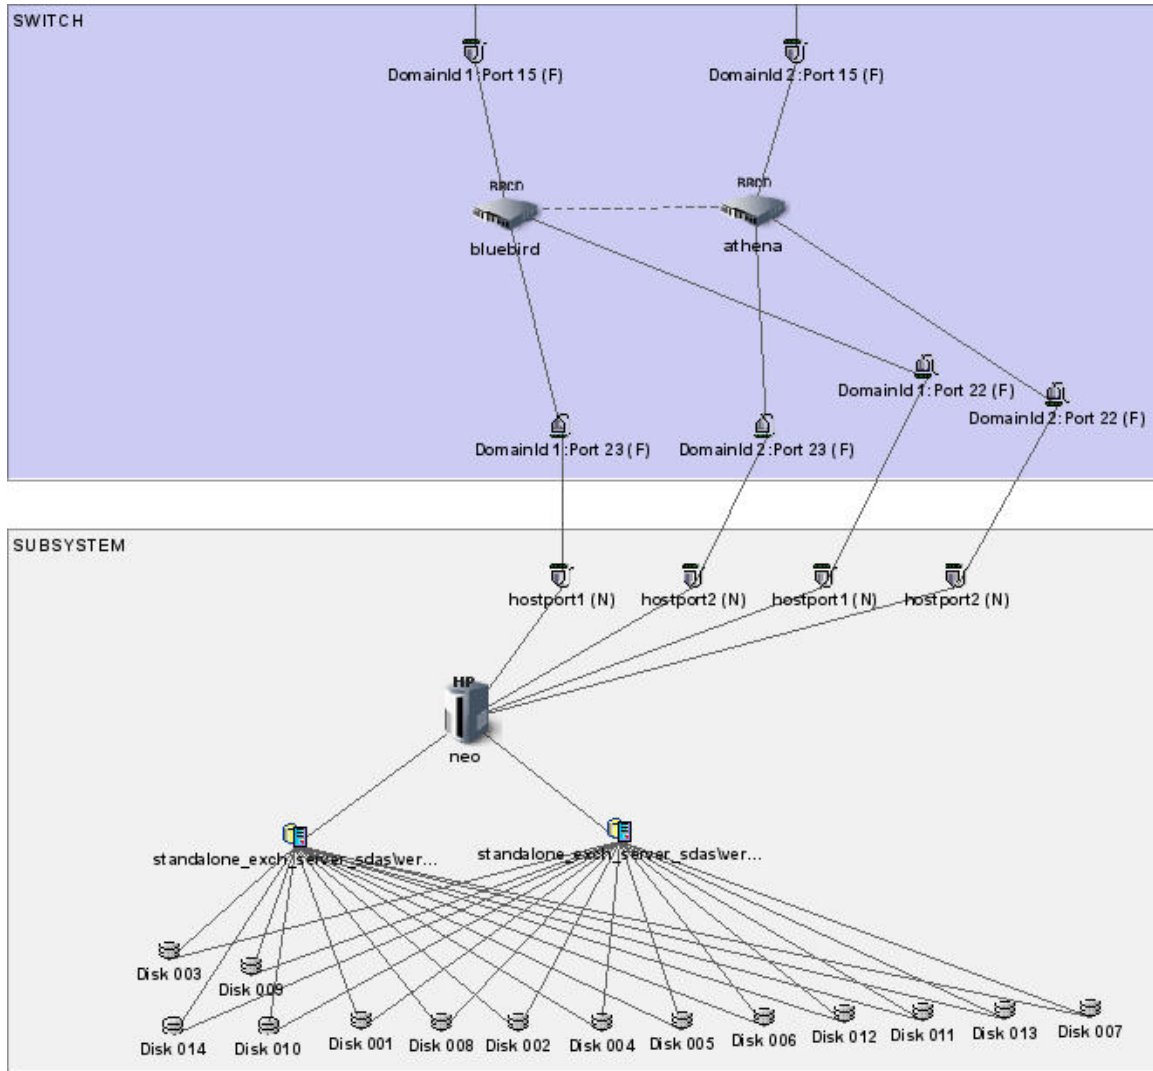 SWITCH
DomainId 1:Port 15 (F)
DomainId 2:Port 15 (F)
BRCD
BRCD
bluebird
athena
DomainId 1:Port 22 (F)
DomainId 2:Port 22 (F)
DomainId 1:Port 23 (F)
DomainId 2:Port 23 (F)
SUBSYSTEM
hostport1 (N)
hostport2 (N)
hostport1 (N)
hostport2 (N)
HP
neo
standalone_exch_server_sdas\ver...
standalone_exch_server_sdas\ver...
Disk 003
Disk 009
Disk 014
Disk 010
Disk 001
Disk 008
Disk 002
Disk 004
Disk 005
Disk 006
Disk 012
Disk 011
Disk 013
Disk 007